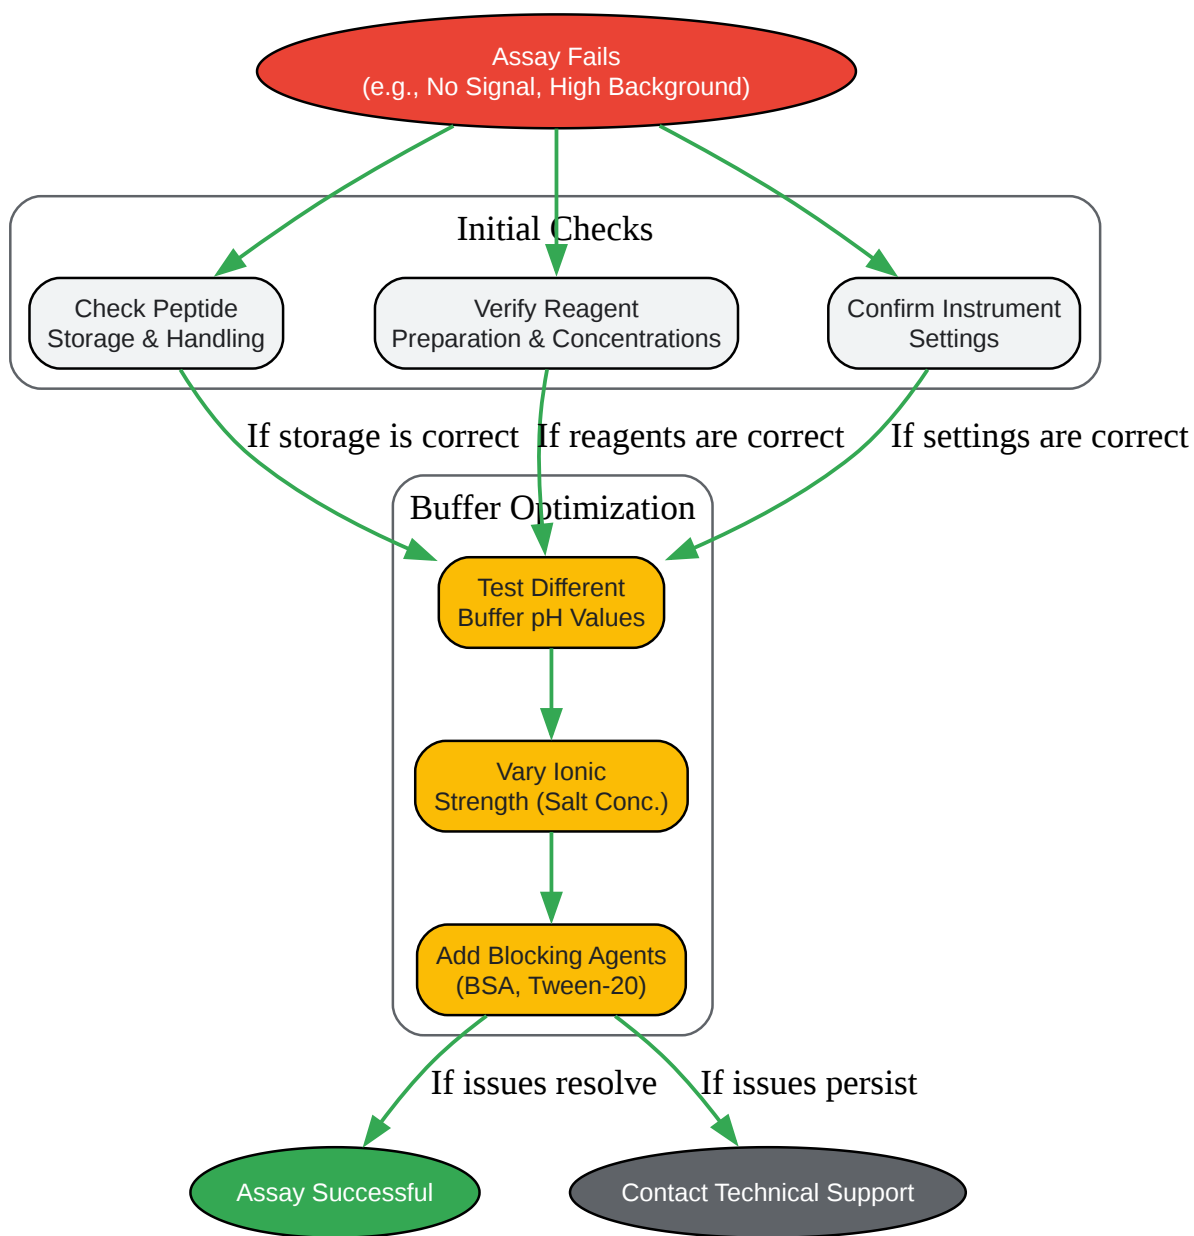 Assay Fails
(e.g., No Signal, High Background)
Initial Checks
Check Peptide
Storage & Handling
Verify Reagent
Preparation & Concentrations
Confirm Instrument
Settings
If storage is correct
If reagents are correct
If settings are correct
Buffer Optimization
Test Different
Buffer pH Values
Vary Ionic
Strength (Salt Conc.)
Add Blocking Agents
(BSA, Tween-20)
If issues resolve
If issues persist
Assay Successful
Contact Technical Support